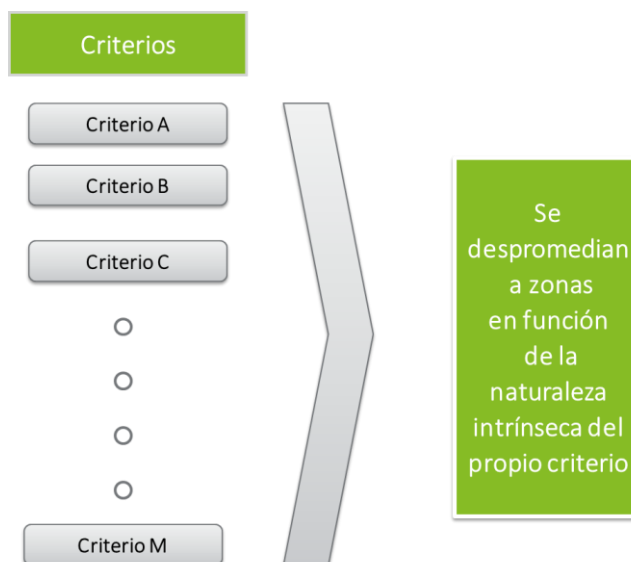 Criterios
Criterio A
Criterio B
Criterio C
Criterio M
Se
despromedian
a zonas
en función
de la
naturaleza
intrínseca del
propio criterio